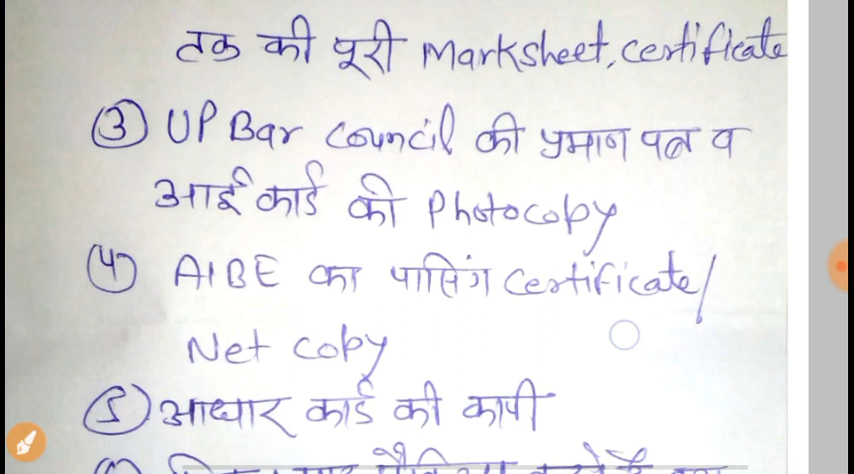 तक की पूरी Marksheet, certificate
③ UP Bar Council की प्रमाण पत्र व
आई कार्ड की Photocopy
④ AIBE का पासिंग Certificate/
Net copy
⑤ आधार कार्ड की कापी